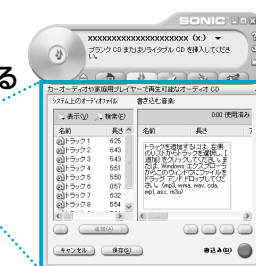 SONIC
る
xxxxxxxxxxxxxxxxxxxxx (x:)
ブランク CD または/ライタブル CD を挿入してください。
カーオーディオや家庭用プレイヤーで再生可能なオーディオ CD
システム上のオーディオファイル: 書き込む音楽:
表示(V) 検索(E) 0:00 使用済み
名前 長さ 名前 長さ
トラック 1 6:25
トラック 2 6:43
トラック 3 5:43
トラック 4 5:51
トラック 5 5:50
トラック 6 0:57
トラック 7 6:32
トラック 8 5:54
トラックを追加するには、左側
のリストからトラックを選択し、[
追加] をクリックしてください。ま
たは、Windows エクスプローラ
からこのウィンドウにファイルを
ドラッグ アンド ドロップしてくだ
さい。(mp3, wma, wav, cda,
wpl, asx, m3u)
追加(A)
キャンセル 保存(S) 書込み